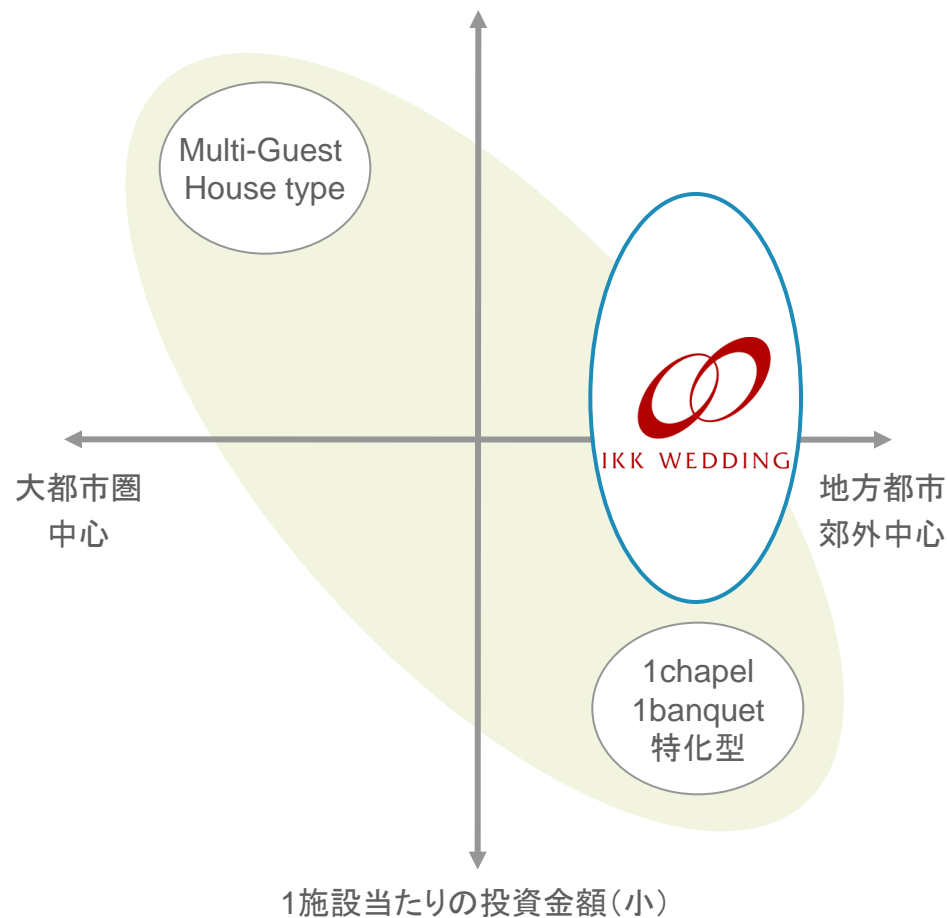 Multi-Guest
House type
IKK WEDDING
大都市圏
中心
地方都市
郊外中心
1chapel
1banquet
特化型
1施設当たりの投資金額（小）